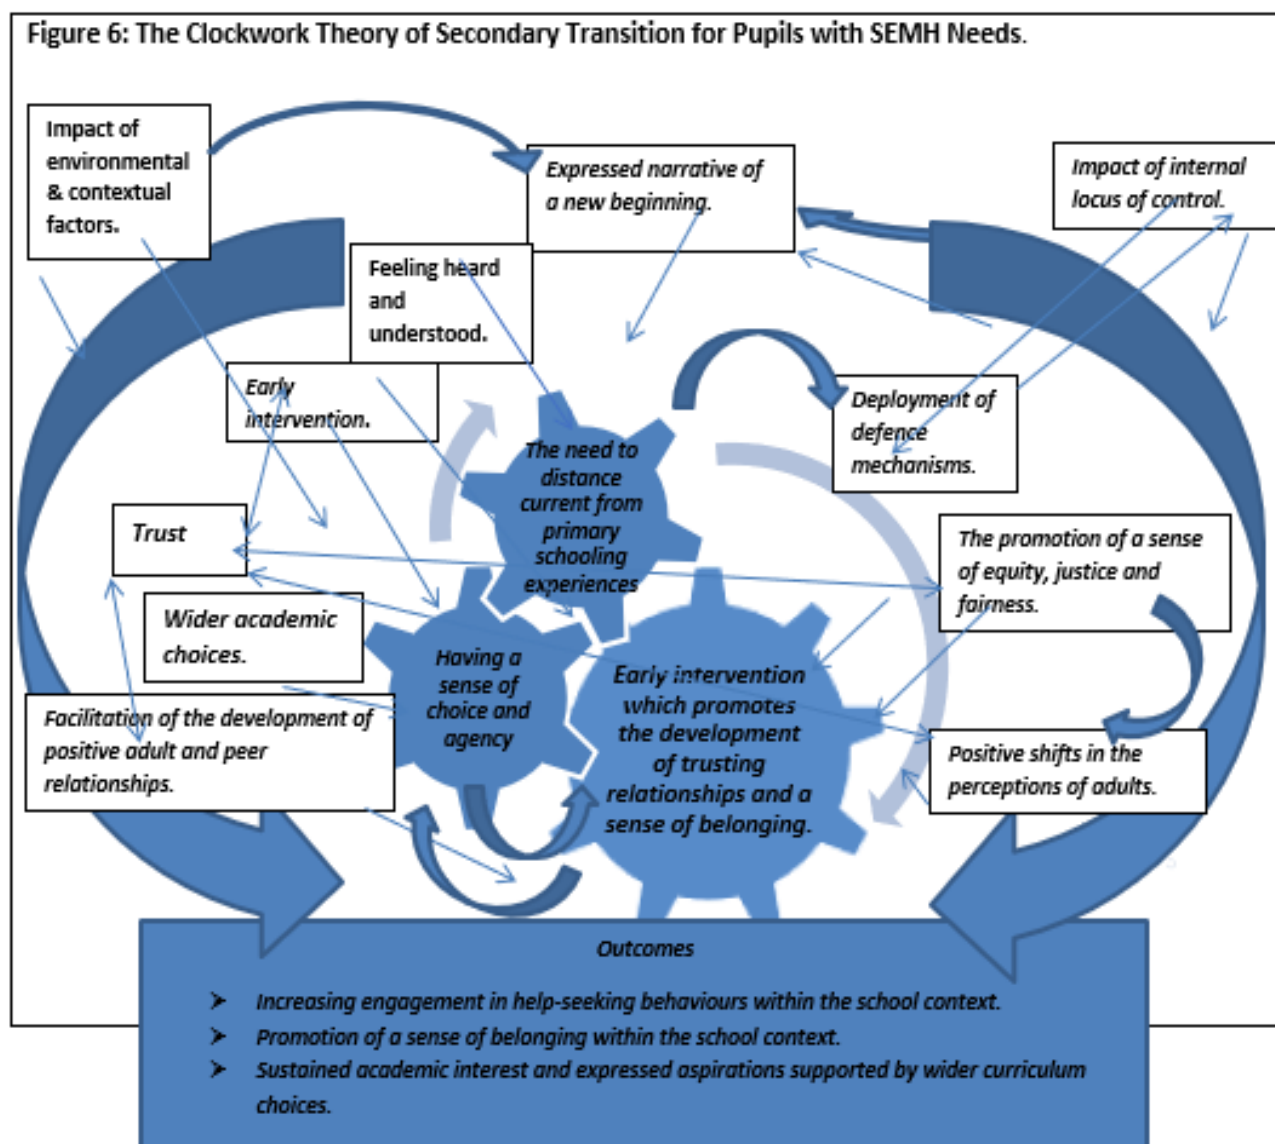 Figure 6: The Clockwork Theory of Secondary Transition for Pupils with SEMH Needs.
Impact of
environmental
& contextual
factors.
Expressed narrative of
a new beginning.
Impact of internal
locus of control.
Feeling heard
and
understood.
Early
intervention.
Deployment of
defence
mechanisms.
The need to
distance
current from
primary
schooling
experiences
Trust
The promotion of a sense
of equity, justice and
fairness.
Wider academic
choices.
Having a
sense of
choice and
agency
Early intervention
which promotes
the development
of trusting
relationships and a
sense of belonging.
Facilitation of the development of
positive adult and peer
relationships.
Positive shifts in the
perceptions of adults.
Outcomes
➤ Increasing engagement in help-seeking behaviours within the school context.
➤ Promotion of a sense of belonging within the school context.
➤ Sustained academic interest and expressed aspirations supported by wider curriculum
choices.